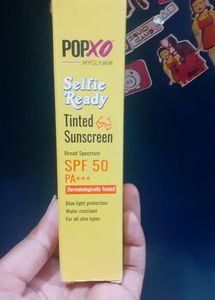 POPXO
MYGLAMM
Selfie
Ready
Tinted
Sunscreen
Broad Spectrum
SPF 50
PA+++
Dermatologically Tested
Blue light protection
Water resistant
For all skin types